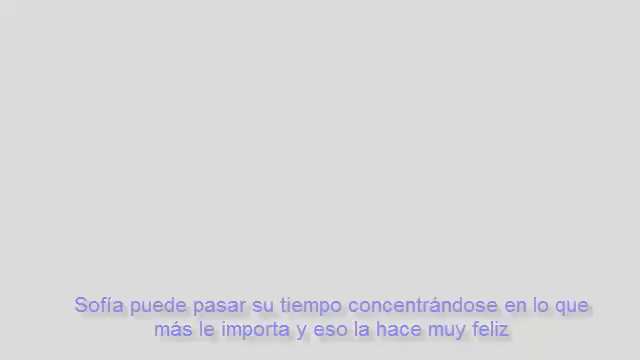 Sofía puede pasar su tiempo concentrándose en lo que
más le importa y eso la hace muy feliz